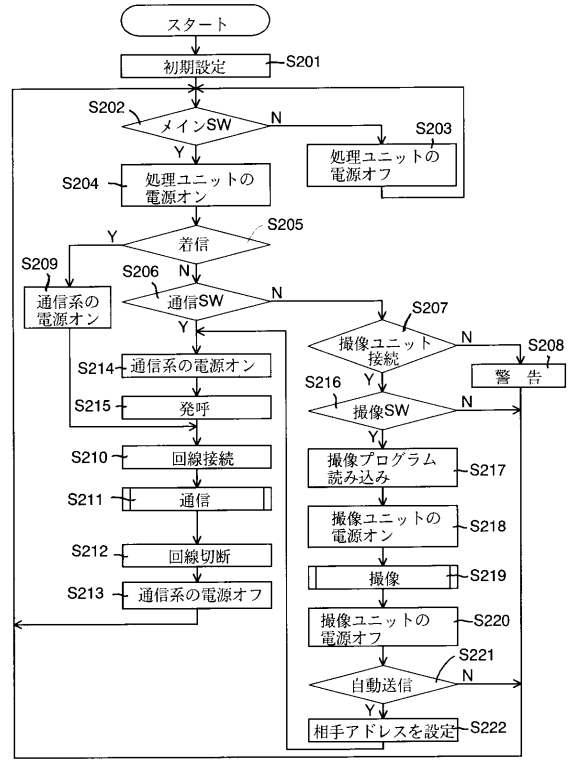 スタート
初期設定
S201
S202
メインSW
N
Y
S203
処理ユニットの
電源オフ
S204
処理ユニットの
電源オン
S205
着信
Y
N
S209
通信系の
電源オン
S206
通信SW
N
Y
S207
撮像ユニット
接続
N
Y
S208
警 告
S214
通信系の電源オン
S215
発呼
S216
撮像SW
N
Y
S210
回線接続
S211
通信
S212
回線切断
S213
通信系の電源オフ
S217
撮像プログラム
読み込み
S218
撮像ユニットの
電源オン
S219
撮像
S220
撮像ユニットの
電源オフ
S221
自動送信
N
Y
S222
相手アドレスを設定